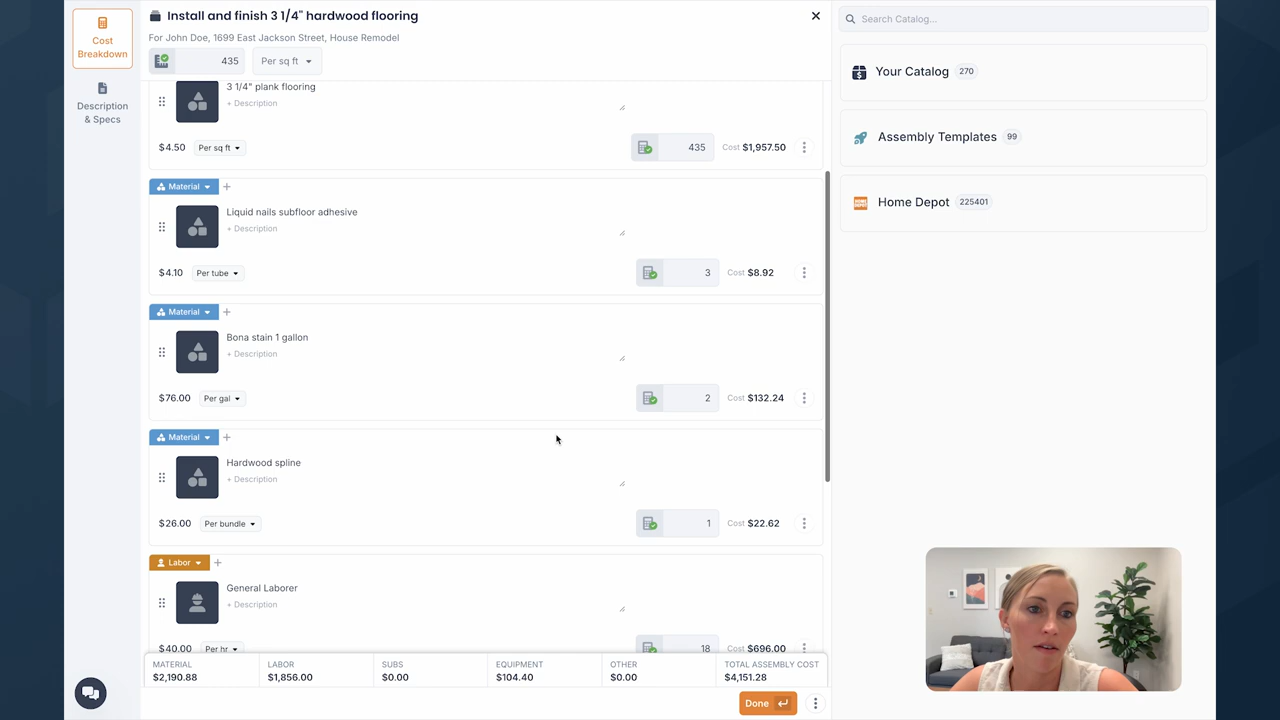 Install and finish 3 1/4" hardwood flooring
For John Doe, 1699 East Jackson Street, House Remodel
435 Per sq ft
Cost Breakdown
Description & Specs
3 1/4" plank flooring
+ Description
$4.50 Per sq ft 435 Cost $1,957.50
Material +
Liquid nails subfloor adhesive
+ Description
$4.10 Per tube 3 Cost $8.92
Material +
Bona stain 1 gallon
+ Description
$76.00 Per gal 2 Cost $132.24
Material +
Hardwood spline
+ Description
$26.00 Per bundle 1 Cost $22.62
Labor +
General Laborer
+ Description
$40.00 Per hr 18 Cost $696.00
MATERIAL LABOR SUBS EQUIPMENT OTHER TOTAL ASSEMBLY COST
$2,190.88 $1,856.00 $0.00 $104.40 $0.00 $4,151.28
Done
Search Catalog...
Your Catalog 270
Assembly Templates 99
Home Depot 225401